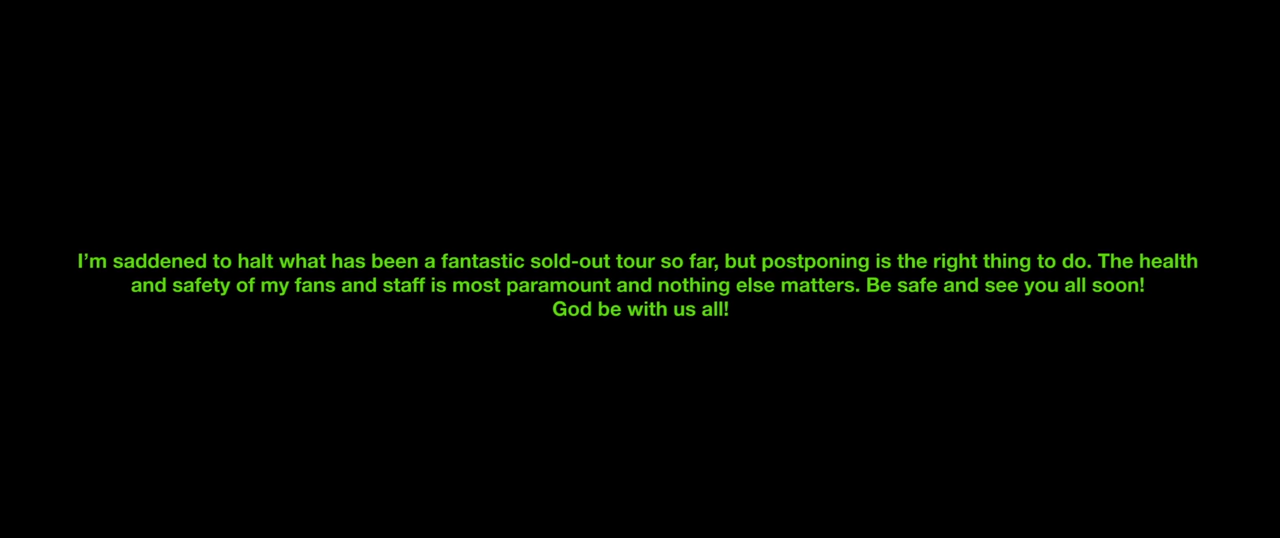 I’m saddened to halt what has been a fantastic sold-out tour so far, but postponing is the right thing to do. The health
and safety of my fans and staff is most paramount and nothing else matters. Be safe and see you all soon!
God be with us all!